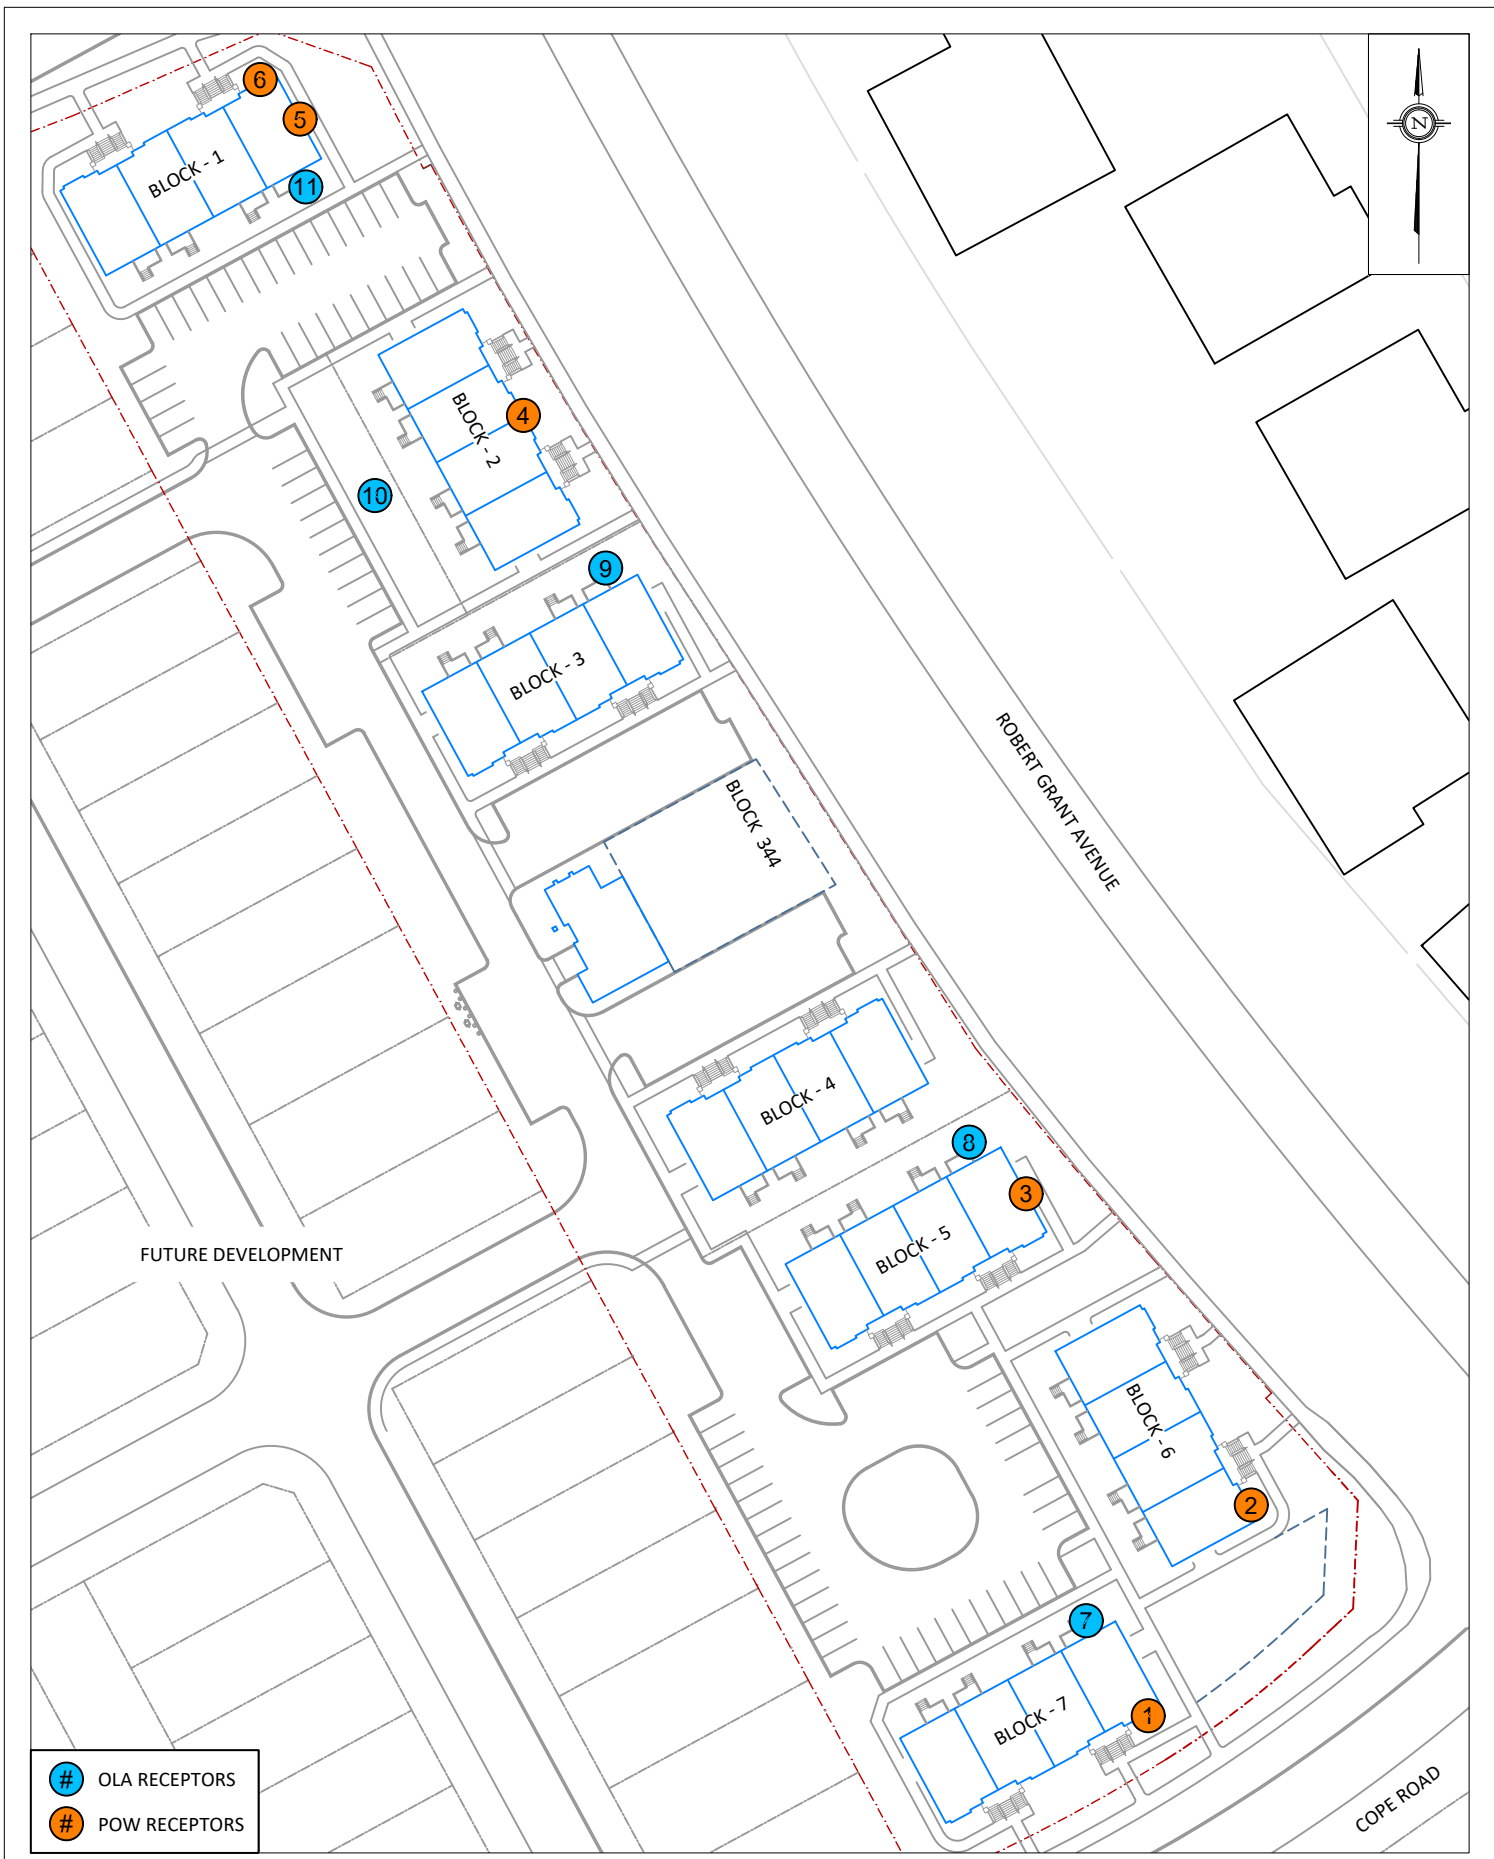 N
6
5
BLOCK - 1
11
4
BLOCK - 2
10
9
BLOCK - 3
ROBERT GRANT AVENUE
BLOCK 344
BLOCK - 4
8
3
BLOCK - 5
FUTURE DEVELOPMENT
BLOCK - 6
2
7
1
BLOCK - 7
# OLA RECEPTORS
# POW RECEPTORS
COPE ROAD